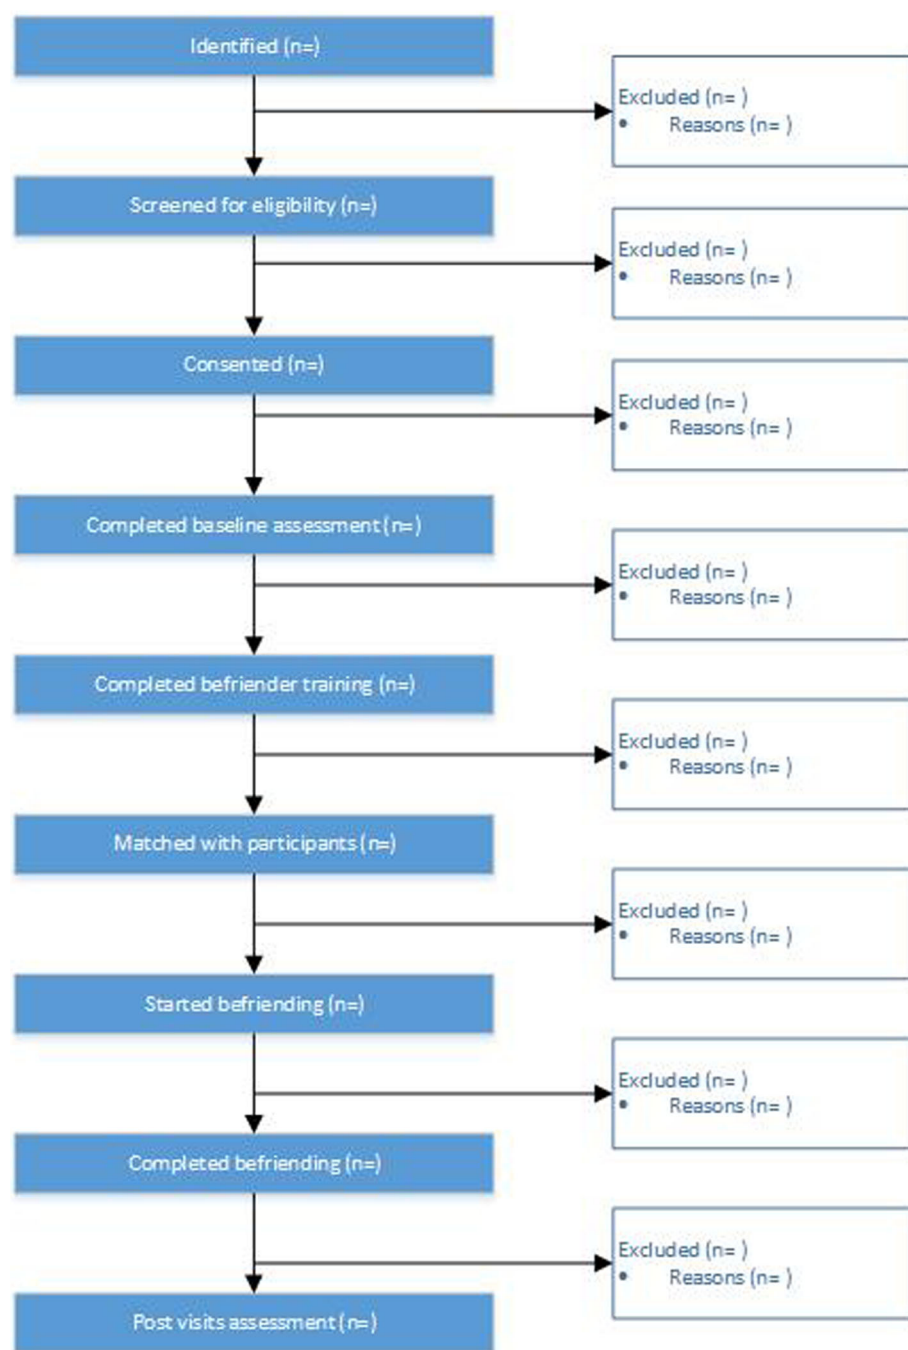 Identified (n=)
Excluded (n= )
• Reasons (n= )
Screened for eligibility (n=)
Excluded (n= )
• Reasons (n= )
Consented (n=)
Excluded (n= )
• Reasons (n= )
Completed baseline assessment (n=)
Excluded (n= )
• Reasons (n= )
Completed befriender training (n=)
Excluded (n= )
• Reasons (n= )
Matched with participants (n=)
Excluded (n= )
• Reasons (n= )
Started befriending (n=)
Excluded (n= )
• Reasons (n= )
Completed befriending (n=)
Excluded (n= )
• Reasons (n= )
Post visits assessment (n=)